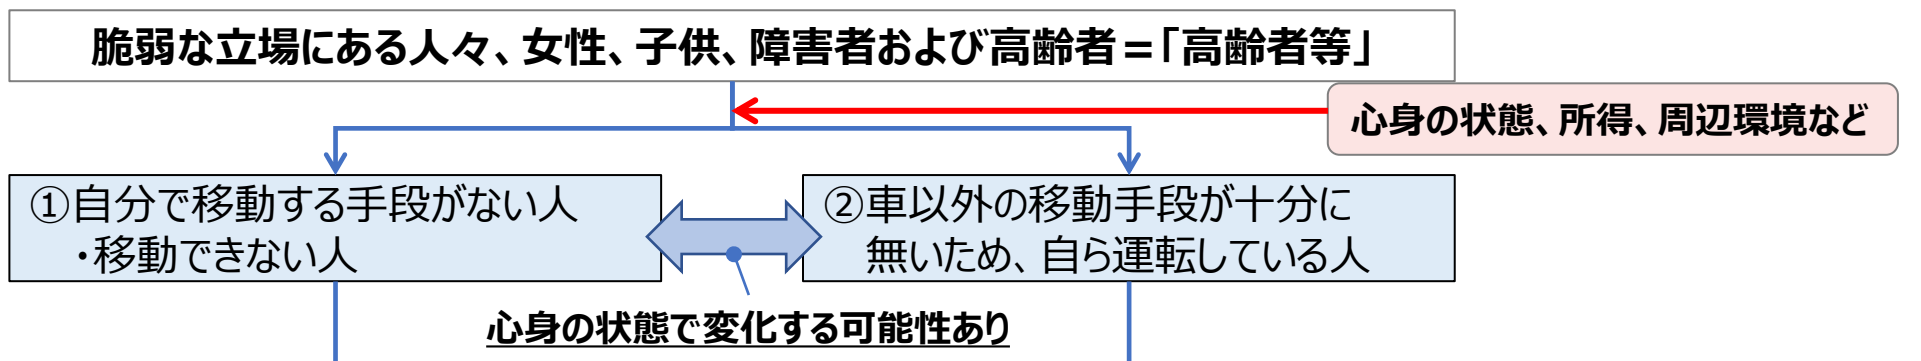 脆弱な立場にある人々、女性、子供、障害者および高齢者=「高齢者等」
心身の状態、所得、周辺環境など
①自分で移動する手段がない人
・移動できない人
②車以外の移動手段が十分に
無いため、自ら運転している人
心身の状態で変化する可能性あり